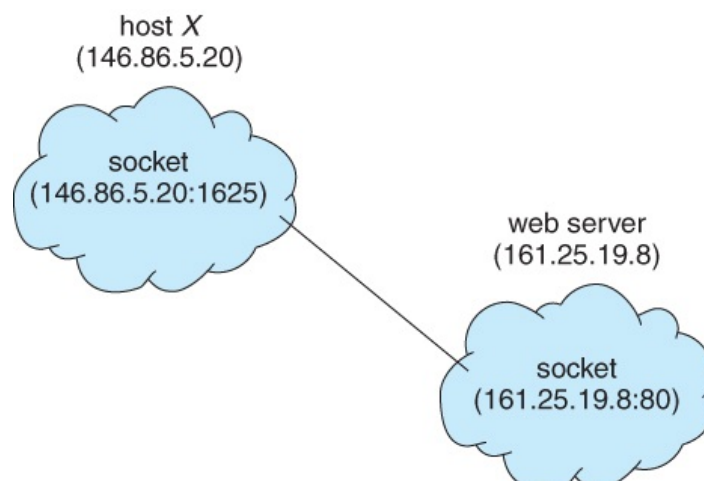 host X
(146.86.5.20)
socket
(146.86.5.20:1625)
web server
(161.25.19.8)
socket
(161.25.19.8:80)